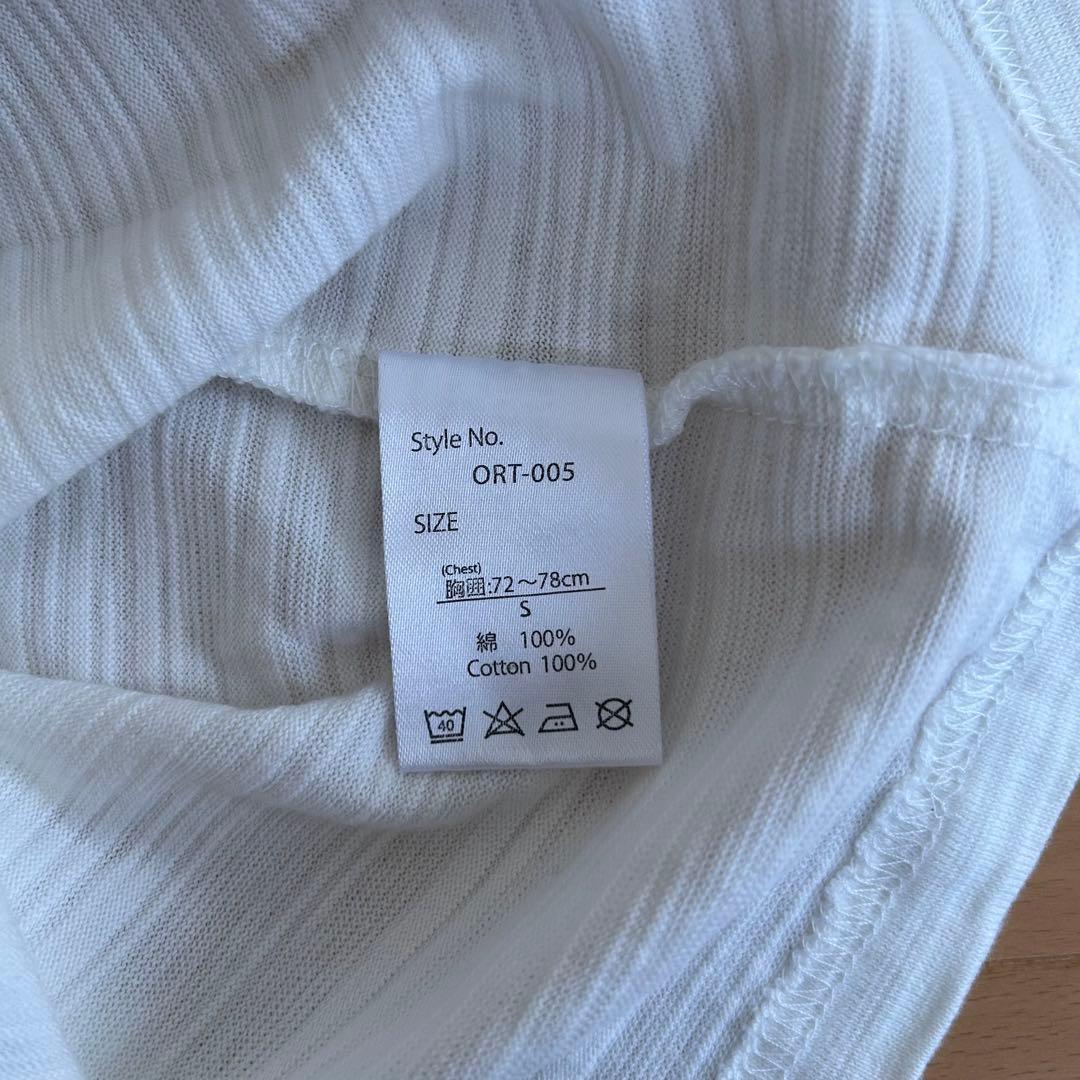 Style No.
ORT-005
SIZE
(Chest)
胸囲:72〜78cm
S
綿 100%
Cotton 100%
40